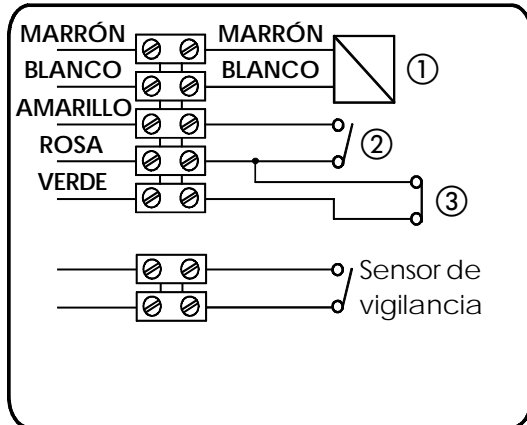 MARRÓN MARRÓN
BLANCO BLANCO ①
AMARILLO
ROSA ②
VERDE ③
Sensor de
vigilancia